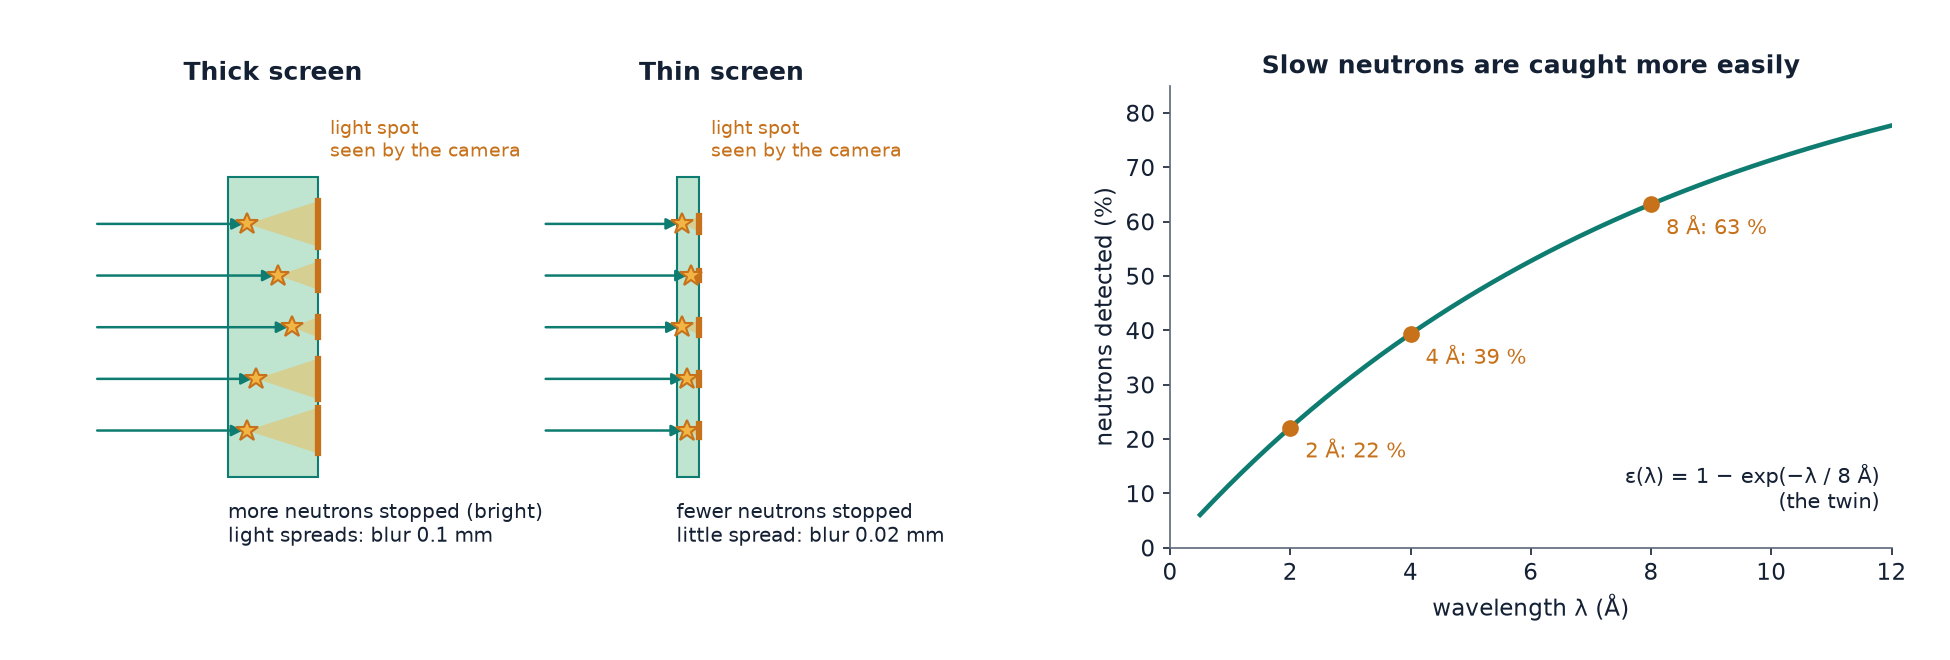 Thick screen
light spot
seen by the camera
more neutrons stopped (bright)
light spreads: blur 0.1 mm
Thin screen
light spot
seen by the camera
fewer neutrons stopped
little spread: blur 0.02 mm
Slow neutrons are caught more easily
neutrons detected (%)
80
70
60
50
40
30
20
10
0
8 Å: 63 %
4 Å: 39 %
2 Å: 22 %
ε(λ) = 1 − exp(−λ / 8 Å)
(the twin)
0 2 4 6 8 10 12
wavelength λ (Å)